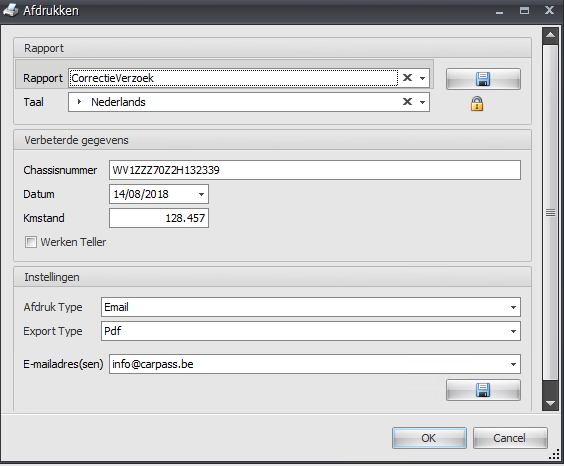 Afdrukken
Rapport
Rapport CorrectieVerzoek
Taal Nederlands
Verbeterde gegevens
Chassisnummer WV1ZZZ70Z2H132339
Datum 14/08/2018
Kmstand 128.457
Werken Teller
Instellingen
Afdruk Type Email
Export Type Pdf
E-mailadres(sen) info@carpass.be
OK Cancel